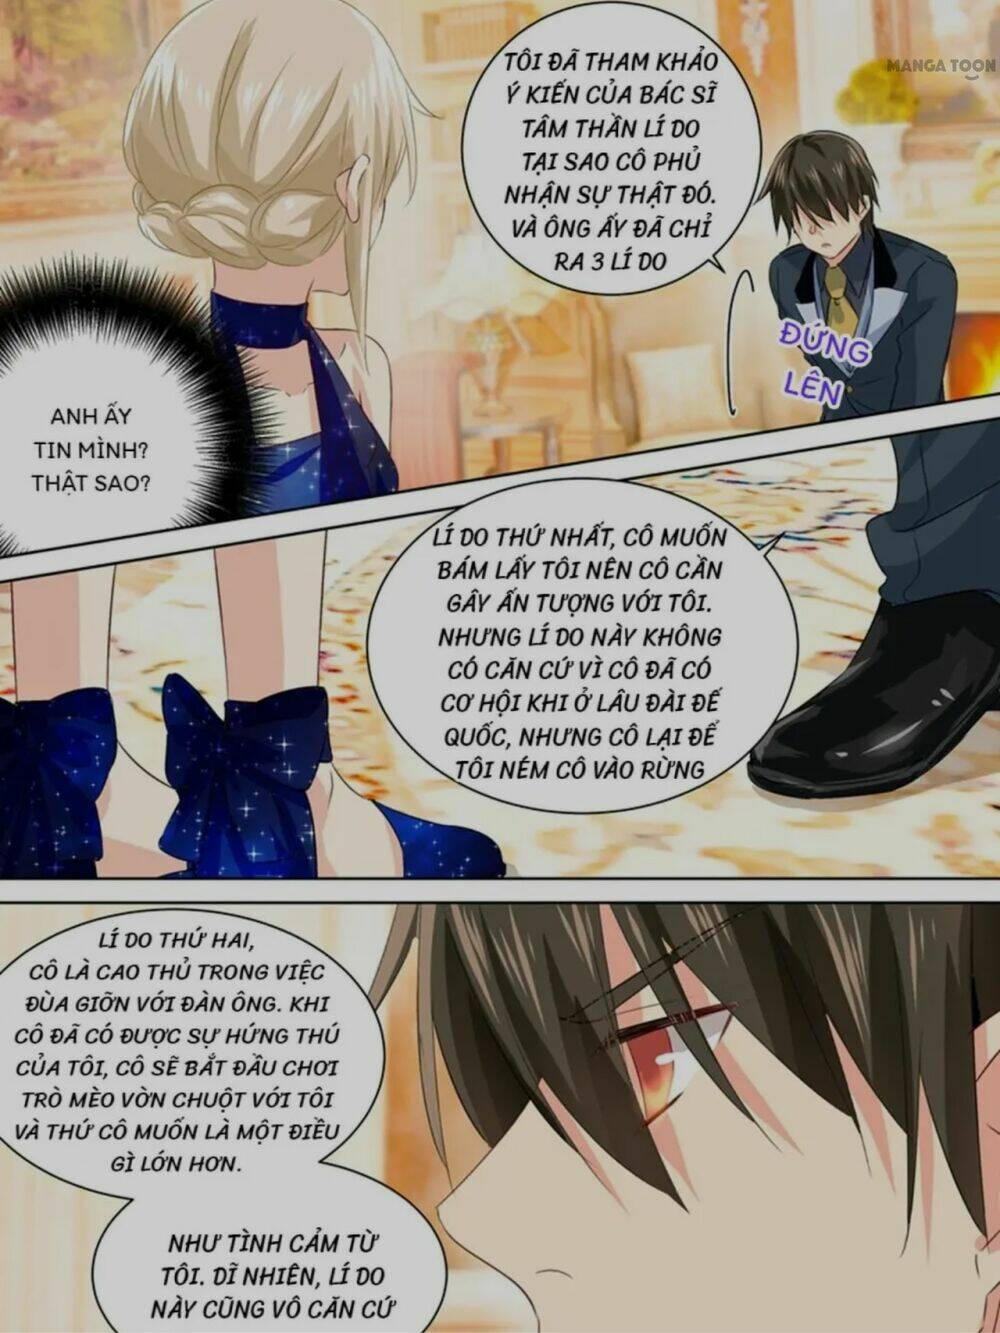 MANGA TOON
TÔI ĐÃ THAM KHẢO
Ý KIẾN CỦA BÁC SĨ
TÂM THẦN LÍ DO
TẠI SAO CÔ PHỦ
NHẬN SỰ THẬT ĐÓ.
VÀ ÔNG ẤY ĐÃ CHỈ
RA 3 LÍ DO
ĐỨNG
LÊN
ANH ẤY
TIN MÌNH?
THẬT SAO?
LÍ DO THỨ NHẤT, CÔ MUỐN
BÁM LẤY TÔI NÊN CÔ CẦN
GÂY ẤN TƯỢNG VỚI TÔI.
NHƯNG LÍ DO NÀY KHÔNG
CÓ CĂN CỨ VÌ CÔ ĐÃ CÓ
CƠ HỘI KHI Ở LÂU ĐÀI ĐẾ
QUỐC, NHƯNG CÔ LẠI ĐỂ
TÔI NÉM CÔ VÀO RỪNG
LÍ DO THỨ HAI,
CÔ LÀ CAO THỦ TRONG VIỆC
ĐÙA GIỠN VỚI ĐÀN ÔNG. KHI
CÔ ĐÃ CÓ ĐƯỢC SỰ HỨNG THÚ
CỦA TÔI, CÔ SẼ BẮT ĐẦU CHƠI
TRÒ MÈO VỜN CHUỘT VỚI TÔI
VÀ THỨ CÔ MUỐN LÀ MỘT ĐIỀU
GÌ LỚN HƠN.
NHƯ TÌNH CẢM TỪ
TÔI. DĨ NHIÊN, LÍ DO
NÀY CŨNG VÔ CĂN CỨ